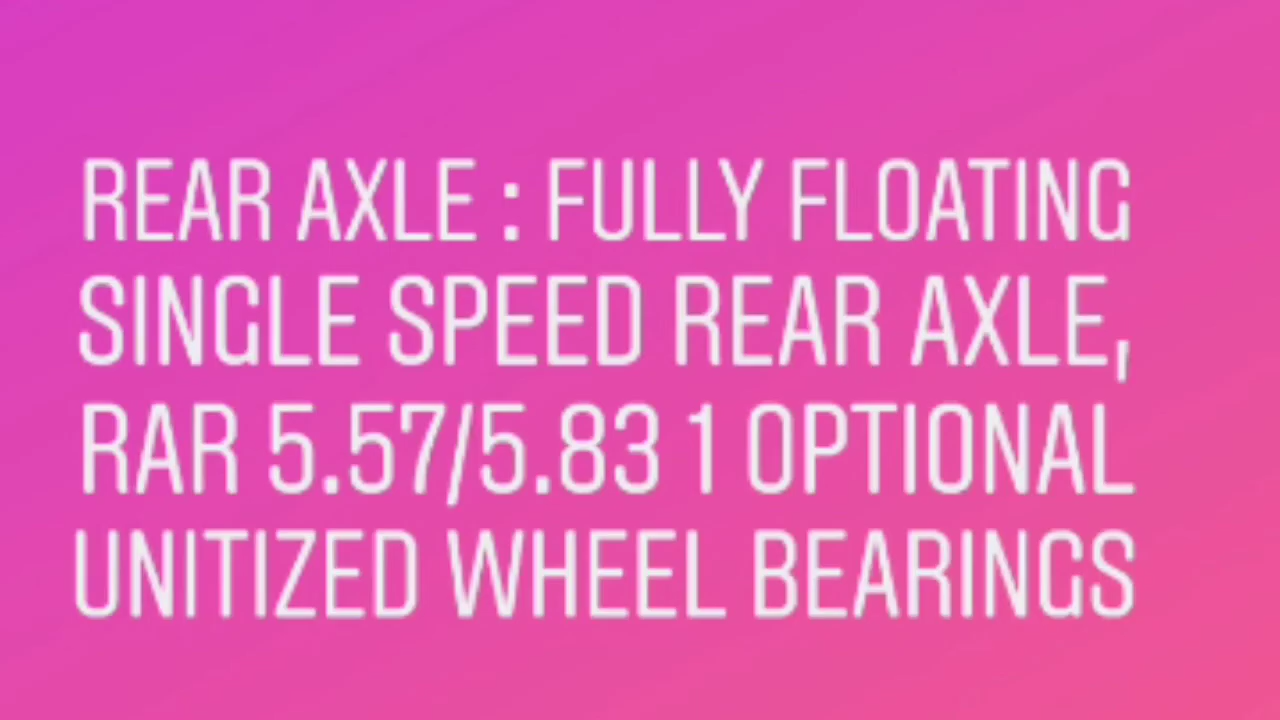 REAR AXLE : FULLY FLOATING
SINGLE SPEED REAR AXLE,
RAR 5.57/5.83 1 OPTIONAL
UNITIZED WHEEL BEARINGS